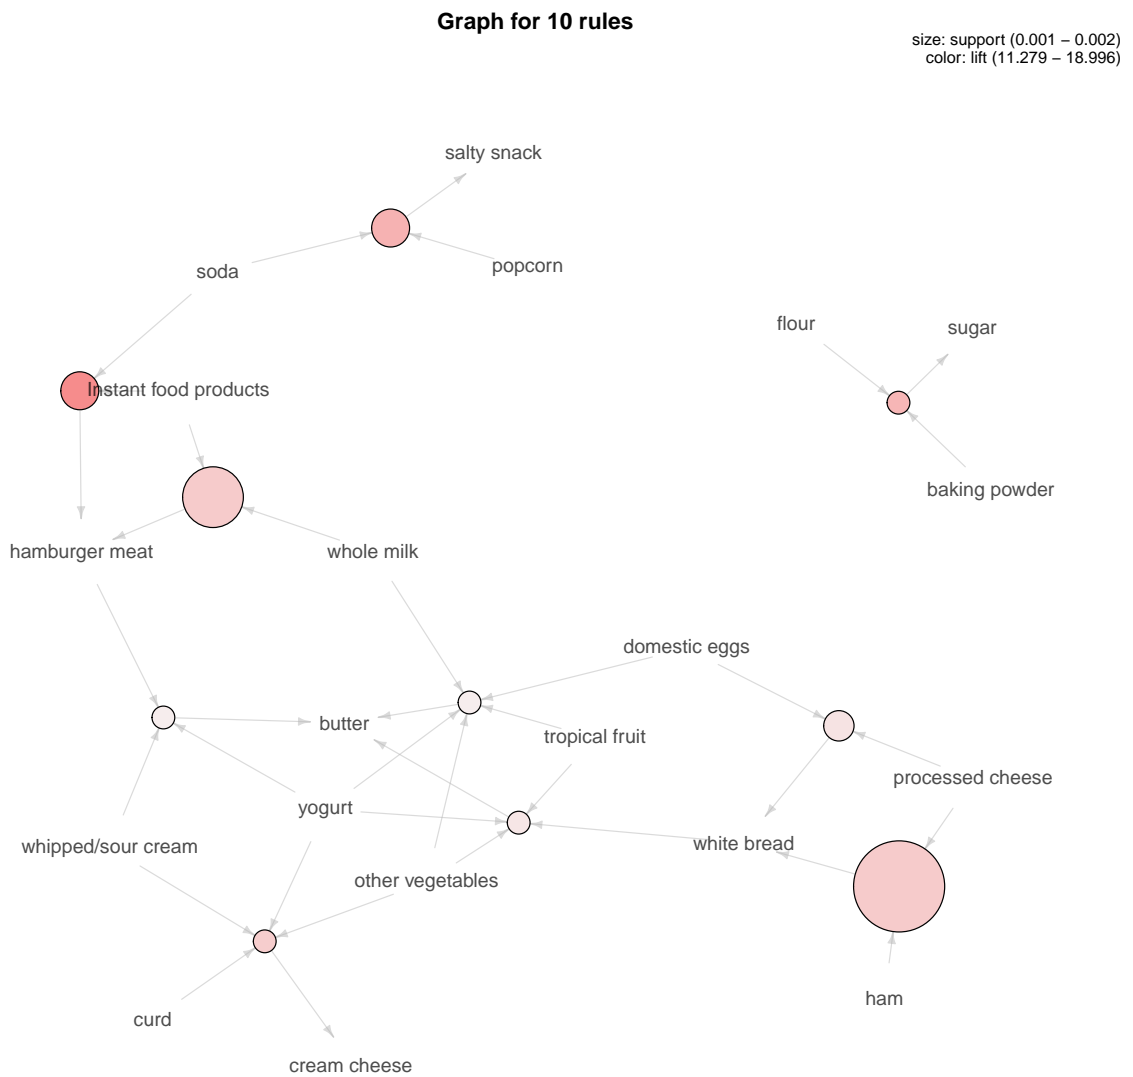 Graph for 10 rules
size: support (0.001 − 0.002)
color: lift (11.279 − 18.996)
salty snack
popcorn
soda
flour
sugar
Instant food products
baking powder
hamburger meat
whole milk
domestic eggs
butter
tropical fruit
processed cheese
yogurt
whipped/sour cream
white bread
other vegetables
ham
curd
cream cheese